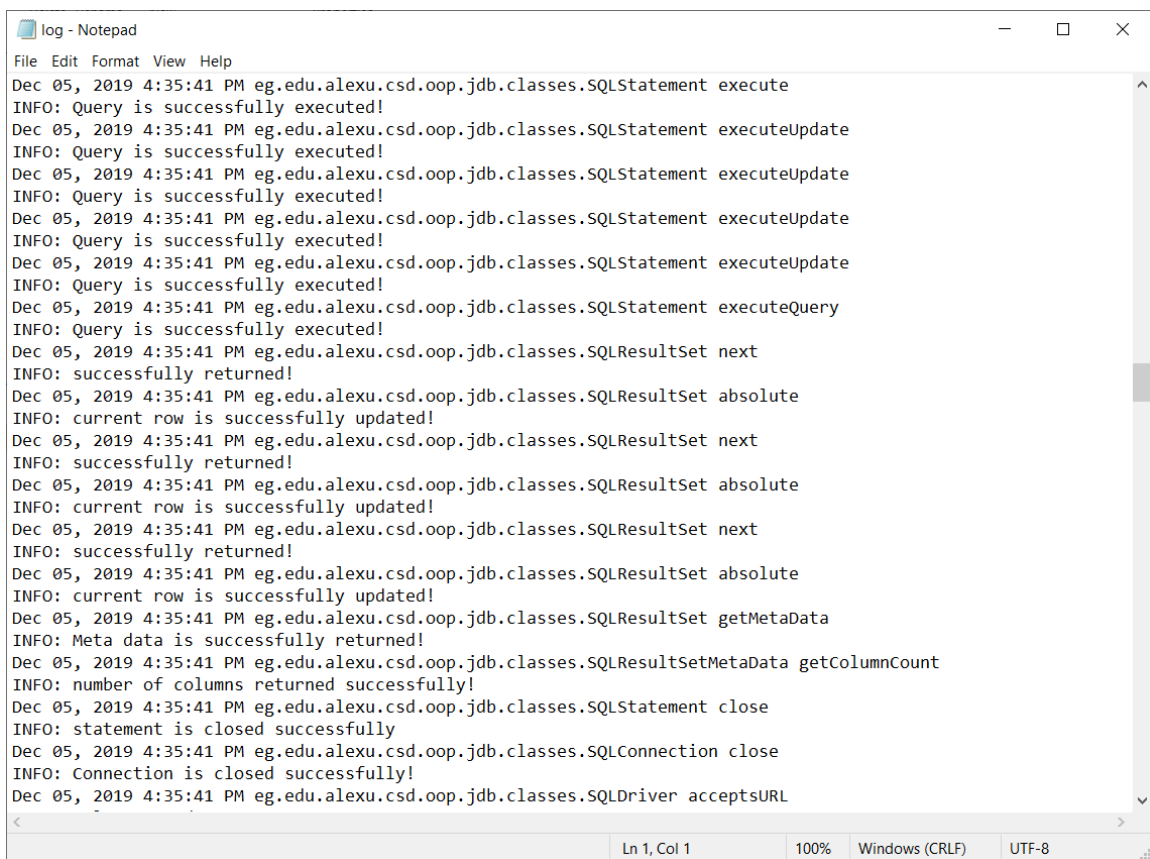 log - Notepad
File Edit Format View Help
Dec 05, 2019 4:35:41 PM eg.edu.alexu.csd.oop.jdb.classes.SQLStatement execute
INFO: Query is successfully executed!
Dec 05, 2019 4:35:41 PM eg.edu.alexu.csd.oop.jdb.classes.SQLStatement executeUpdate
INFO: Query is successfully executed!
Dec 05, 2019 4:35:41 PM eg.edu.alexu.csd.oop.jdb.classes.SQLStatement executeUpdate
INFO: Query is successfully executed!
Dec 05, 2019 4:35:41 PM eg.edu.alexu.csd.oop.jdb.classes.SQLStatement executeUpdate
INFO: Query is successfully executed!
Dec 05, 2019 4:35:41 PM eg.edu.alexu.csd.oop.jdb.classes.SQLStatement executeUpdate
INFO: Query is successfully executed!
Dec 05, 2019 4:35:41 PM eg.edu.alexu.csd.oop.jdb.classes.SQLStatement executeQuery
INFO: Query is successfully executed!
Dec 05, 2019 4:35:41 PM eg.edu.alexu.csd.oop.jdb.classes.SQLResultSet next
INFO: successfully returned!
Dec 05, 2019 4:35:41 PM eg.edu.alexu.csd.oop.jdb.classes.SQLResultSet absolute
INFO: current row is successfully updated!
Dec 05, 2019 4:35:41 PM eg.edu.alexu.csd.oop.jdb.classes.SQLResultSet next
INFO: successfully returned!
Dec 05, 2019 4:35:41 PM eg.edu.alexu.csd.oop.jdb.classes.SQLResultSet absolute
INFO: current row is successfully updated!
Dec 05, 2019 4:35:41 PM eg.edu.alexu.csd.oop.jdb.classes.SQLResultSet next
INFO: successfully returned!
Dec 05, 2019 4:35:41 PM eg.edu.alexu.csd.oop.jdb.classes.SQLResultSet absolute
INFO: current row is successfully updated!
Dec 05, 2019 4:35:41 PM eg.edu.alexu.csd.oop.jdb.classes.SQLResultSet getMetaData
INFO: Meta data is successfully returned!
Dec 05, 2019 4:35:41 PM eg.edu.alexu.csd.oop.jdb.classes.SQLResultSetMetaData getColumnCount
INFO: number of columns returned successfully!
Dec 05, 2019 4:35:41 PM eg.edu.alexu.csd.oop.jdb.classes.SQLStatement close
INFO: statement is closed successfully
Dec 05, 2019 4:35:41 PM eg.edu.alexu.csd.oop.jdb.classes.SQLConnection close
INFO: Connection is closed successfully!
Dec 05, 2019 4:35:41 PM eg.edu.alexu.csd.oop.jdb.classes.SQLDriver acceptsURL
Ln 1, Col 1 100% Windows (CRLF) UTF-8